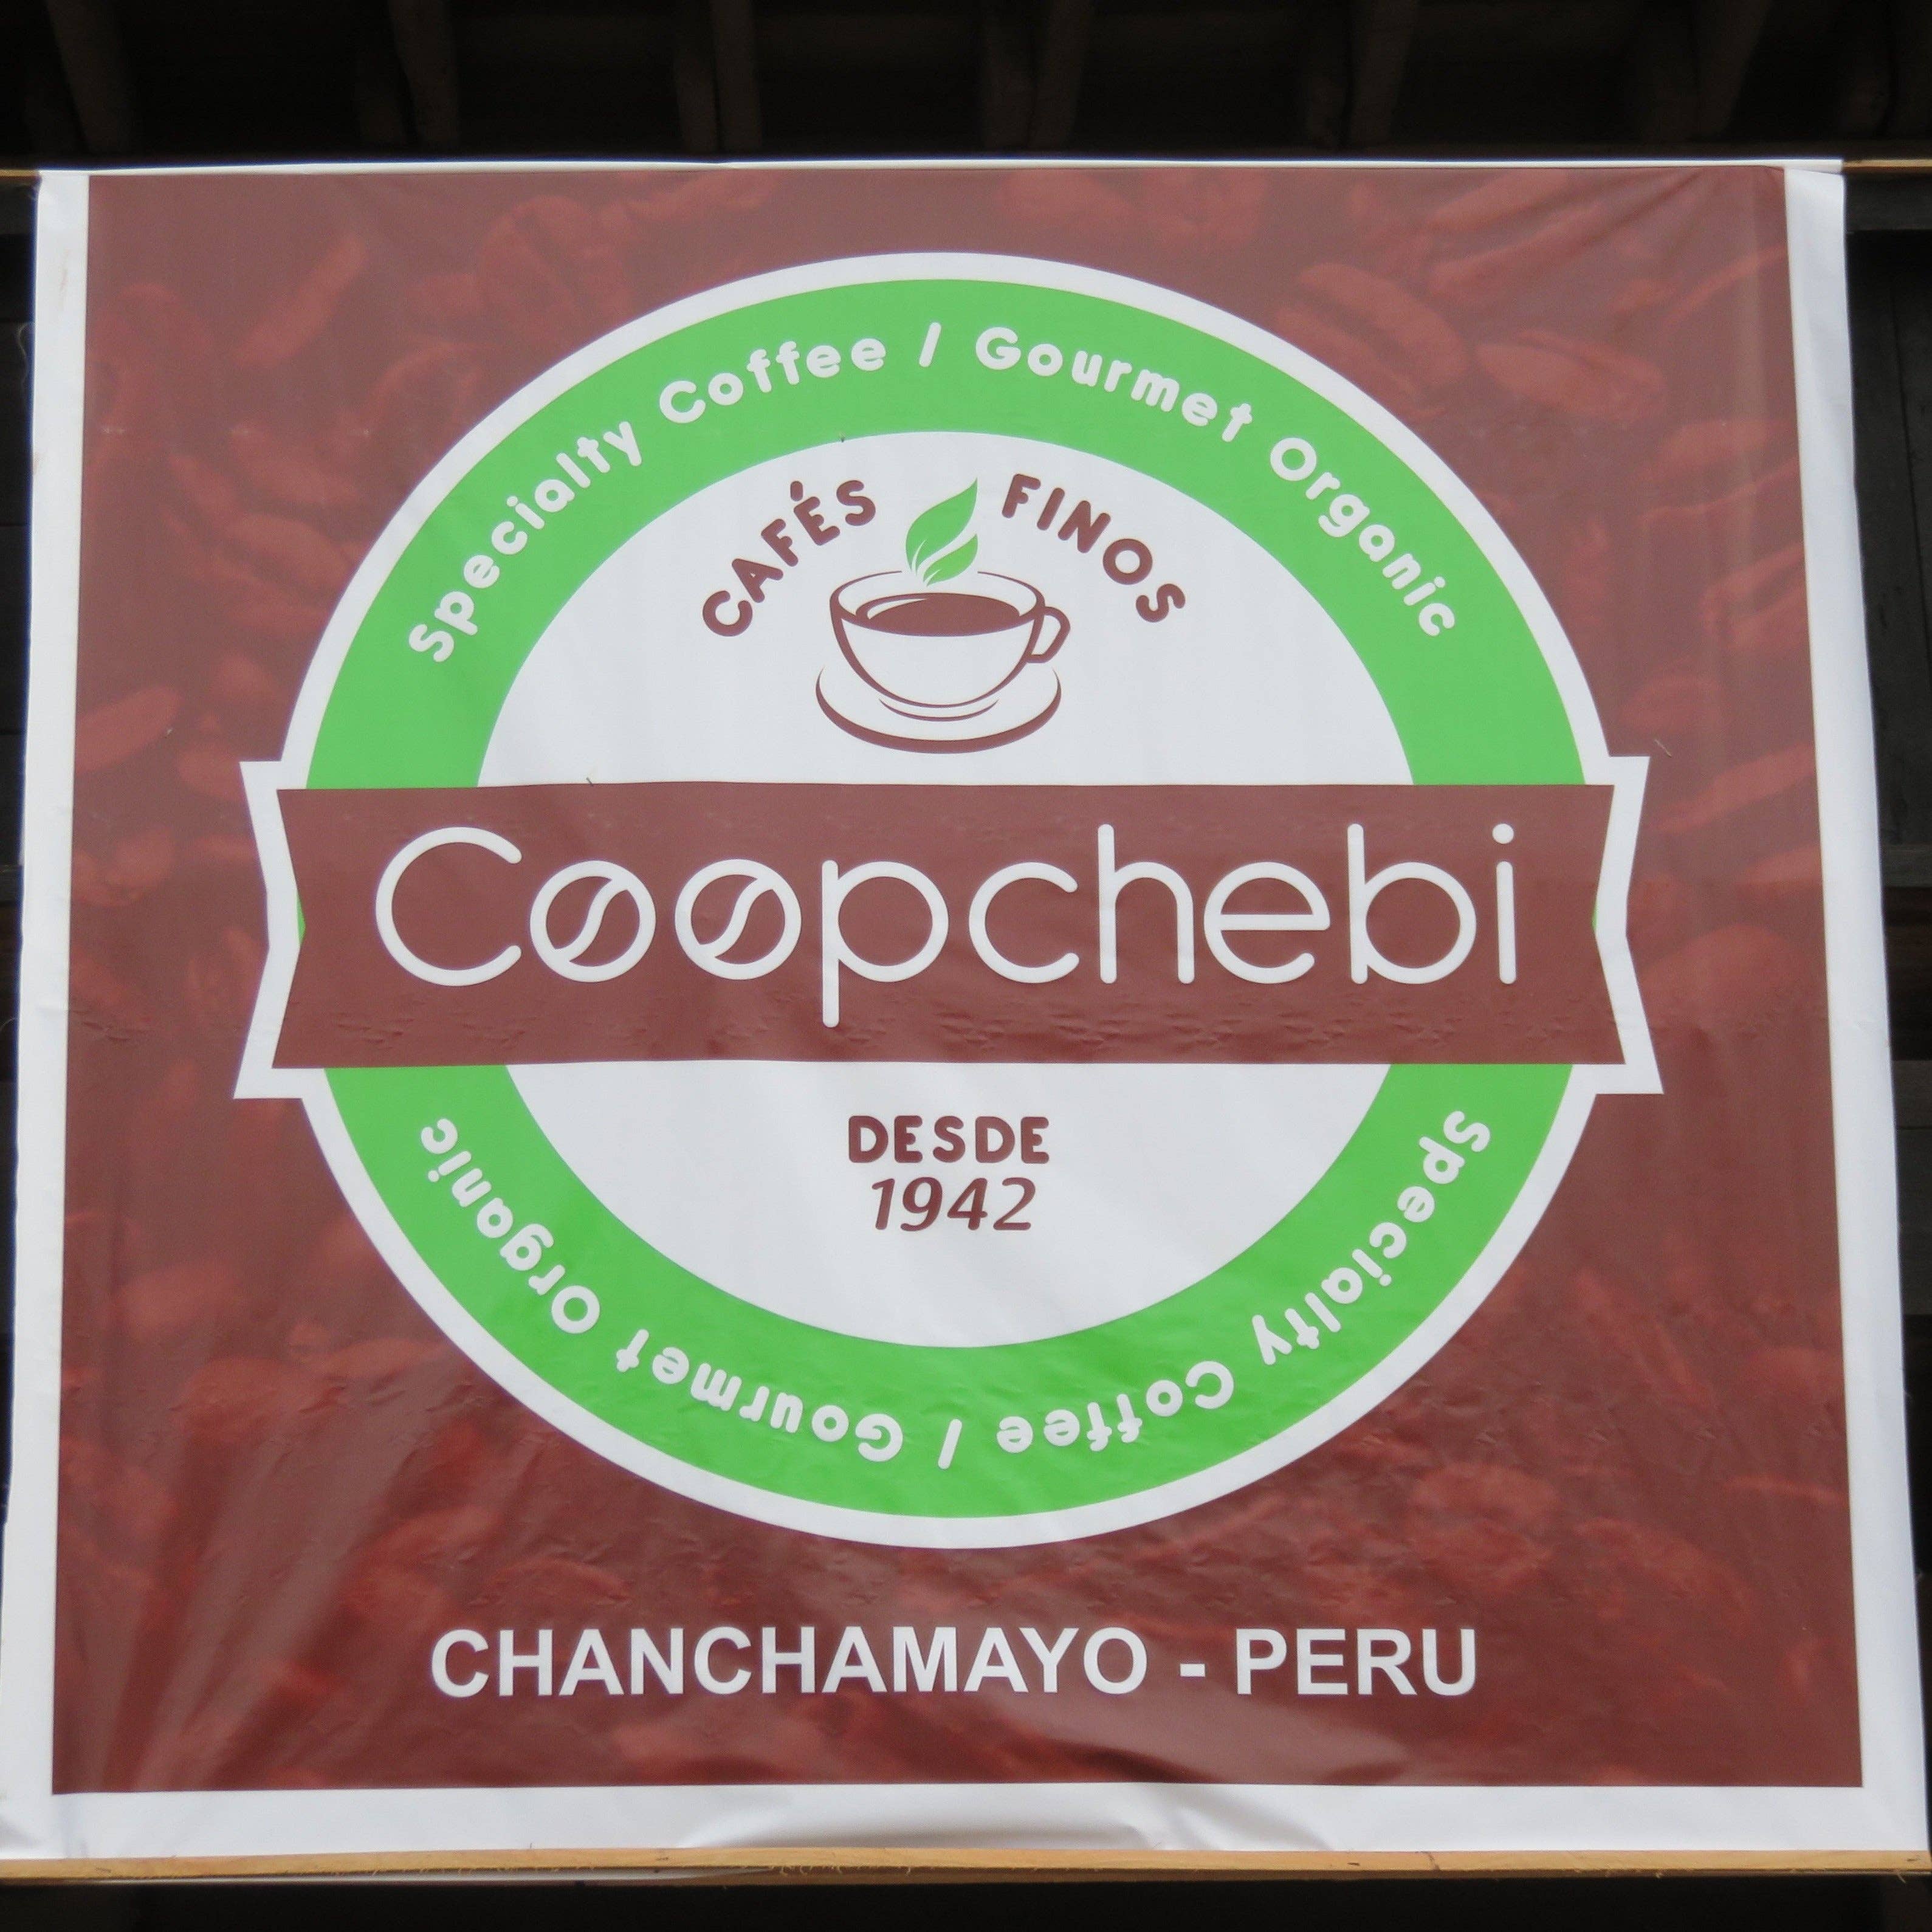 Specialty Coffee / Gourmet Organic
CAFÉS FINOS
Coopchebi
DESDE
1942
Specialty Coffee / Gourmet Organic
CHANCHAMAYO - PERU